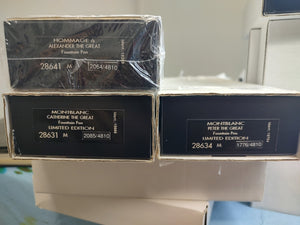 HOMMAGE à
ALEXANDER THE GREAT
Fountain Pen
28641 M 2054/4810
MONTBLANC
CATHERINE THE GREAT
Fountain Pen
LIMITED EDITION
28631 M 2085/4810
MONTBLANC
PETER THE GREAT
Fountain Pen
LIMITED EDITION
28634 M 1776/4810